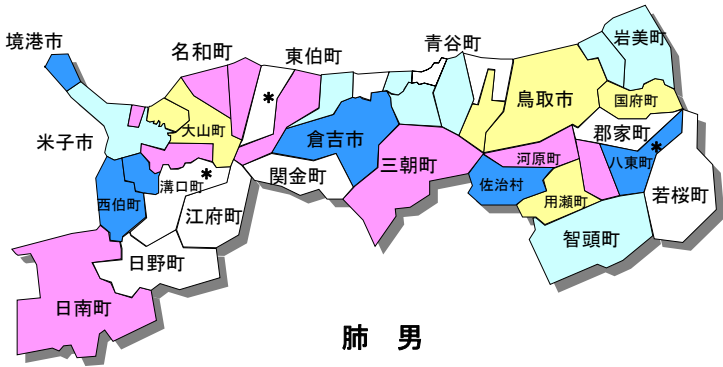 境港市
名和町
東伯町
青谷町
岩美町
米子市
大山町
*
倉吉市
鳥取市
国府町
郡家町
三朝町
河原町
八東町
*
溝口町
*
関金町
佐治村
用瀬町
若桜町
西伯町
江府町
智頭町
日野町
日南町
肺 男